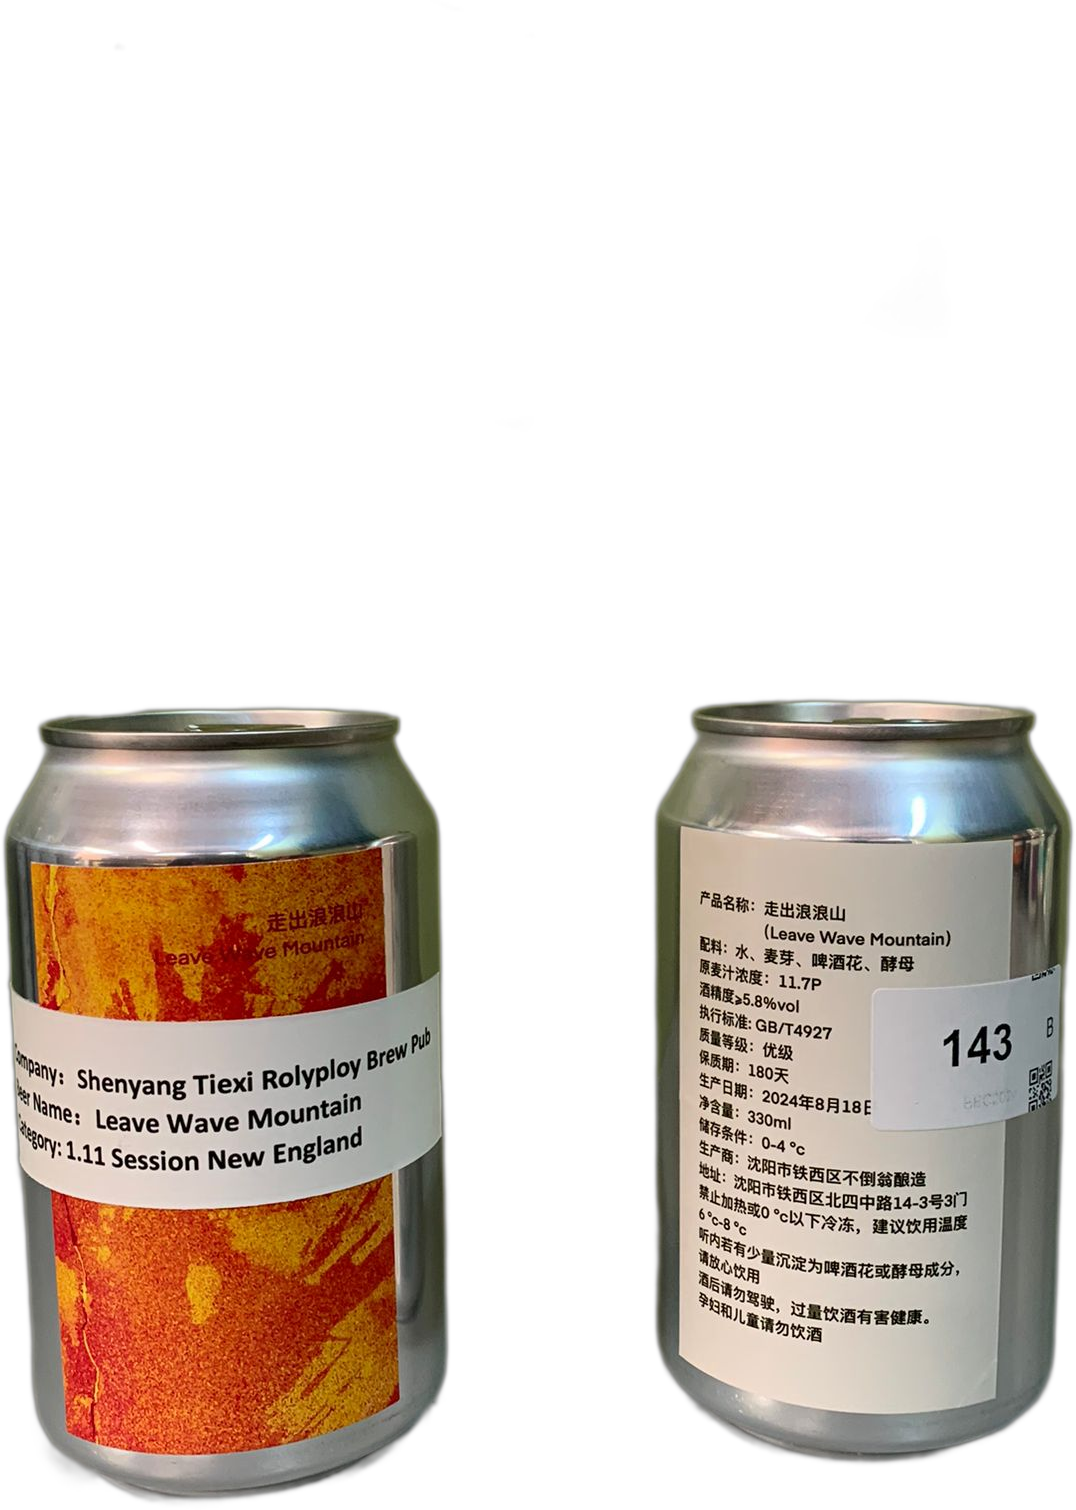 走出浪浪山
Leave Wave Mountain
Company：Shenyang Tiexi Rolyploy Brew Pub
Beer Name：Leave Wave Mountain
Category: 1.11 Session New England
产品名称：走出浪浪山
（Leave Wave Mountain）
配料：水、麦芽、啤酒花、酵母
原麦汁浓度：11.7P
酒精度⩾5.8%vol
执行标准: GB/T4927
质量等级：优级
保质期：180天
生产日期：2024年8月18日
净含量：330ml
储存条件：0-4 °c
生产商：沈阳市铁西区不倒翁酿造
地址：沈阳市铁西区北四中路14-3号3门
禁止加热或0 °c以下冷冻，建议饮用温度
6 °c-8 °c
听内若有少量沉淀为啤酒花或酵母成分，
请放心饮用
酒后请勿驾驶，过量饮酒有害健康。
孕妇和儿童请勿饮酒
143
B